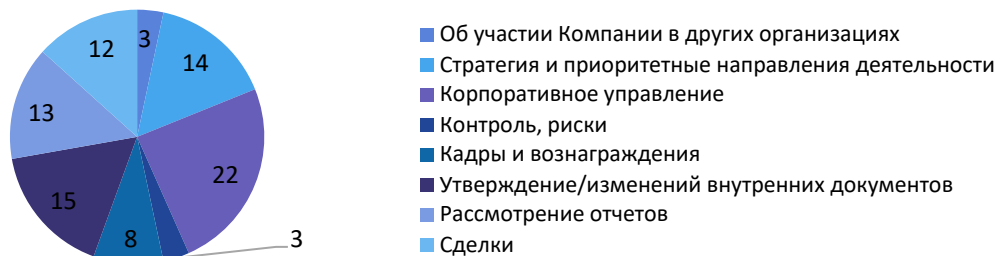 3
14
22
3
8
15
13
12
Об участии Компании в других организациях
Стратегия и приоритетные направления деятельности
Корпоративное управление
Контроль, риски
Кадры и вознаграждения
Утверждение/изменений внутренних документов
Рассмотрение отчетов
Сделки